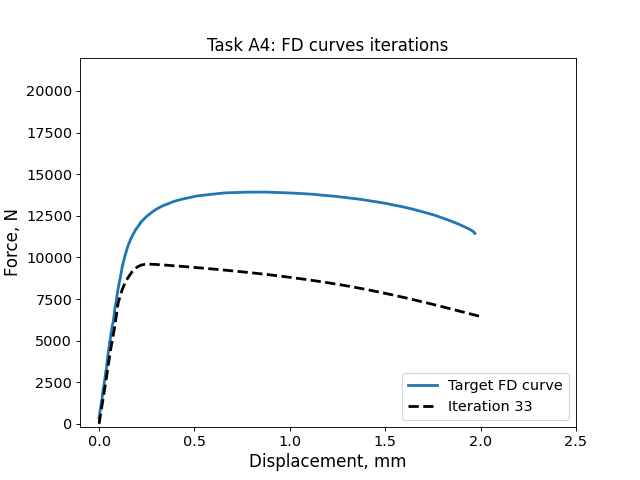 Task A4: FD curves iterations
Force, N
20000
17500
15000
12500
10000
7500
5000
2500
0
Target FD curve
Iteration 33
0.0 0.5 1.0 1.5 2.0 2.5
Displacement, mm